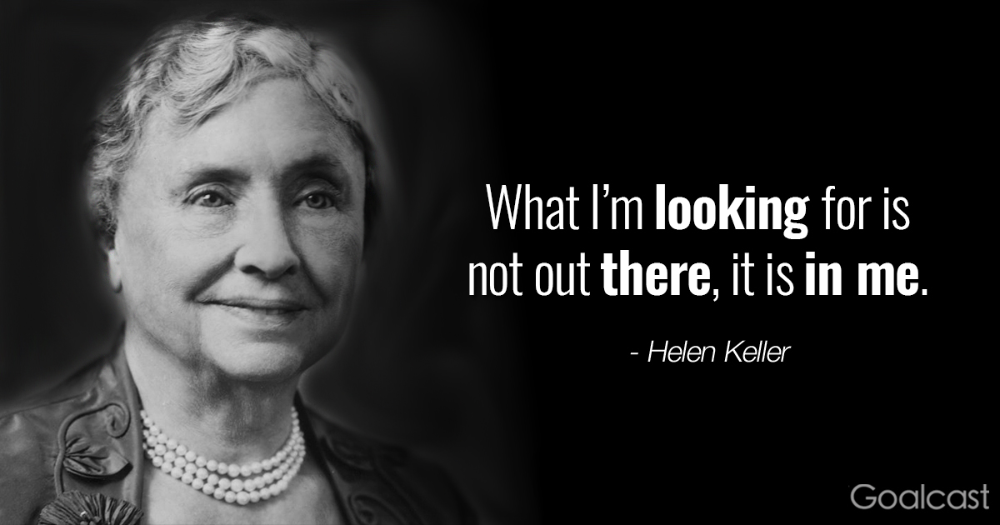 What I’m looking for is
not out there, it is in me.
- Helen Keller
Goalcast